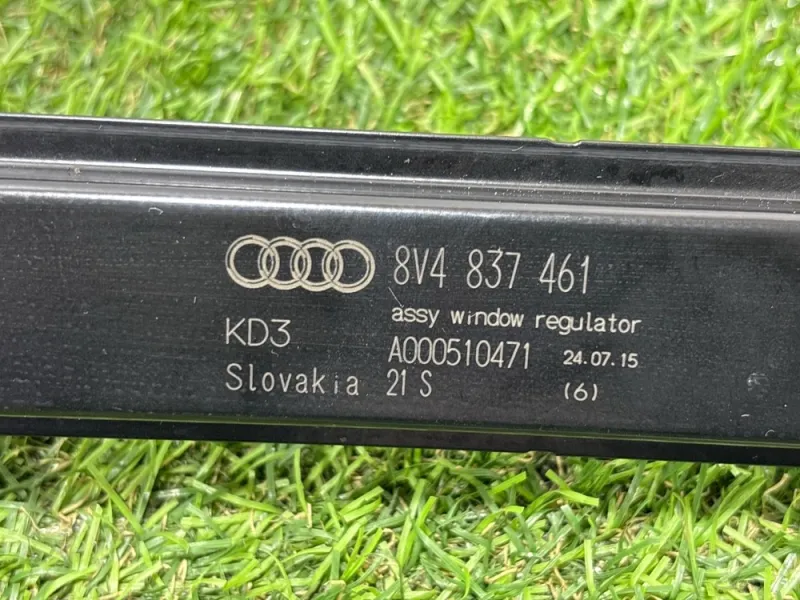 8V4 837 461
assy window regulator
KD3 A000510471 24.07.15
Slovakia 21 S (6)